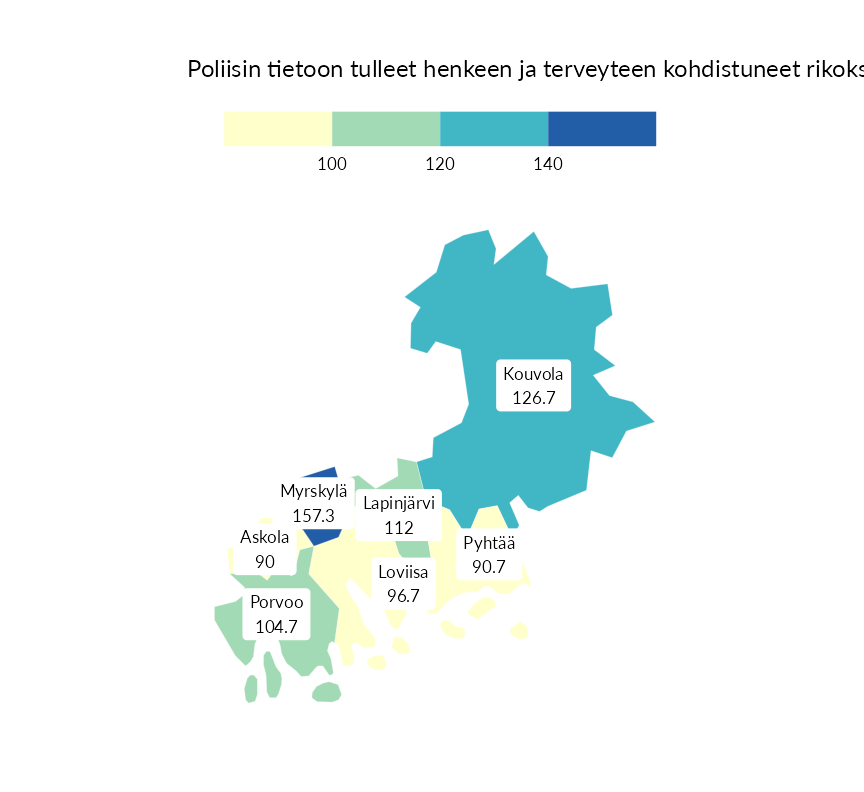 Poliisin tietoon tulleet henkeen ja terveyteen kohdistuneet rikoks
100 120 140
Kouvola
126.7
Myrskylä
157.3
Lapinjärvi
112
Askola
90
Pyhtää
90.7
Loviisa
96.7
Porvoo
104.7